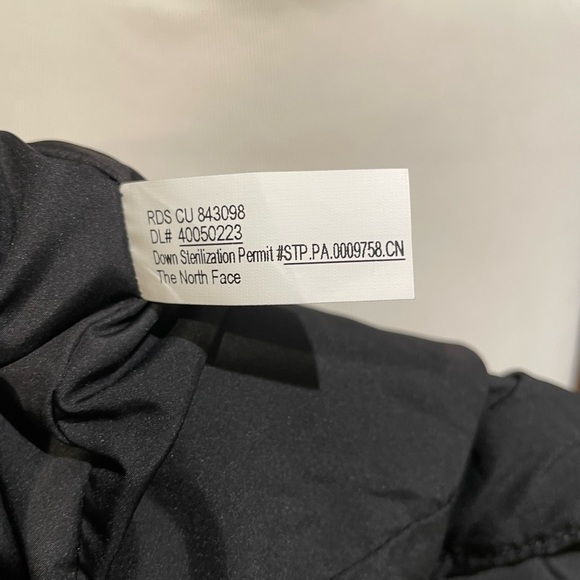 RDS CU 843098
DL# 40050223
Down Sterilization Permit #STP.PA.0009758.CN
The North Face